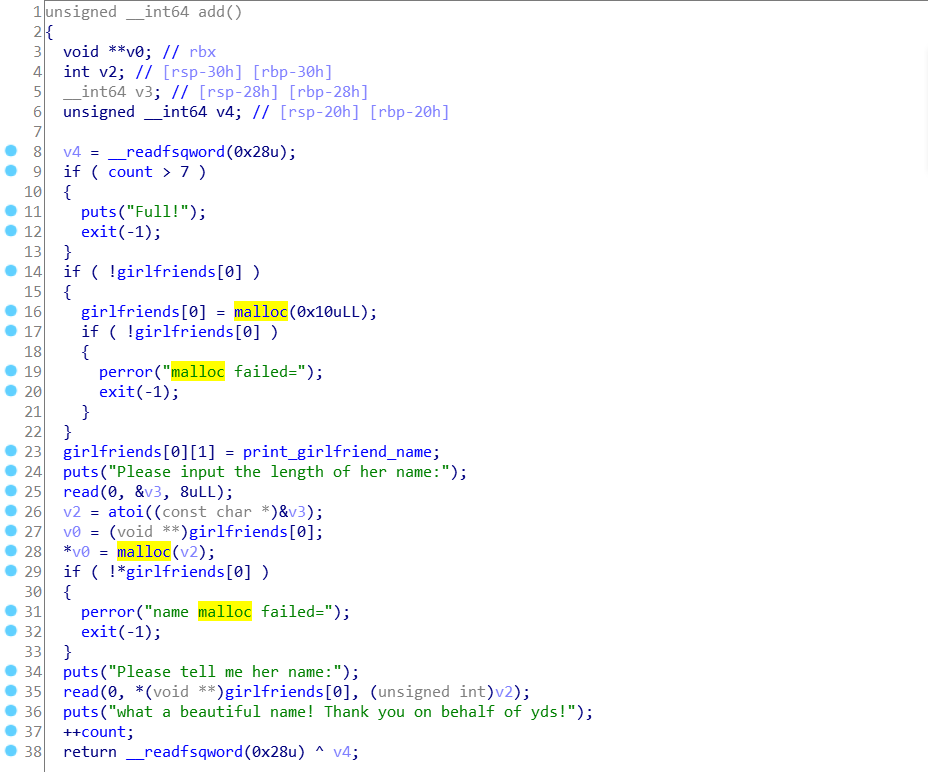 1 unsigned __int64 add()
2 {
3   void **v0; // rbx
4   int v2; // [rsp-30h] [rbp-30h]
5   __int64 v3; // [rsp-28h] [rbp-28h]
6   unsigned __int64 v4; // [rsp-20h] [rbp-20h]
7
8   v4 = __readfsqword(0x28u);
9   if ( count > 7 )
10   {
11     puts("Full!");
12     exit(-1);
13   }
14   if ( !girlfriends[0] )
15   {
16     girlfriends[0] = malloc(0x10uLL);
17     if ( !girlfriends[0] )
18     {
19       perror("malloc failed=");
20       exit(-1);
21     }
22   }
23   girlfriends[0][1] = print_girlfriend_name;
24   puts("Please input the length of her name:");
25   read(0, &v3, 8uLL);
26   v2 = atoi((const char *)&v3);
27   v0 = (void **)girlfriends[0];
28   *v0 = malloc(v2);
29   if ( !*girlfriends[0] )
30   {
31     perror("name malloc failed=");
32     exit(-1);
33   }
34   puts("Please tell me her name:");
35   read(0, *(void **)girlfriends[0], (unsigned int)v2);
36   puts("what a beautiful name! Thank you on behalf of yds!");
37   ++count;
38   return __readfsqword(0x28u) ^ v4;